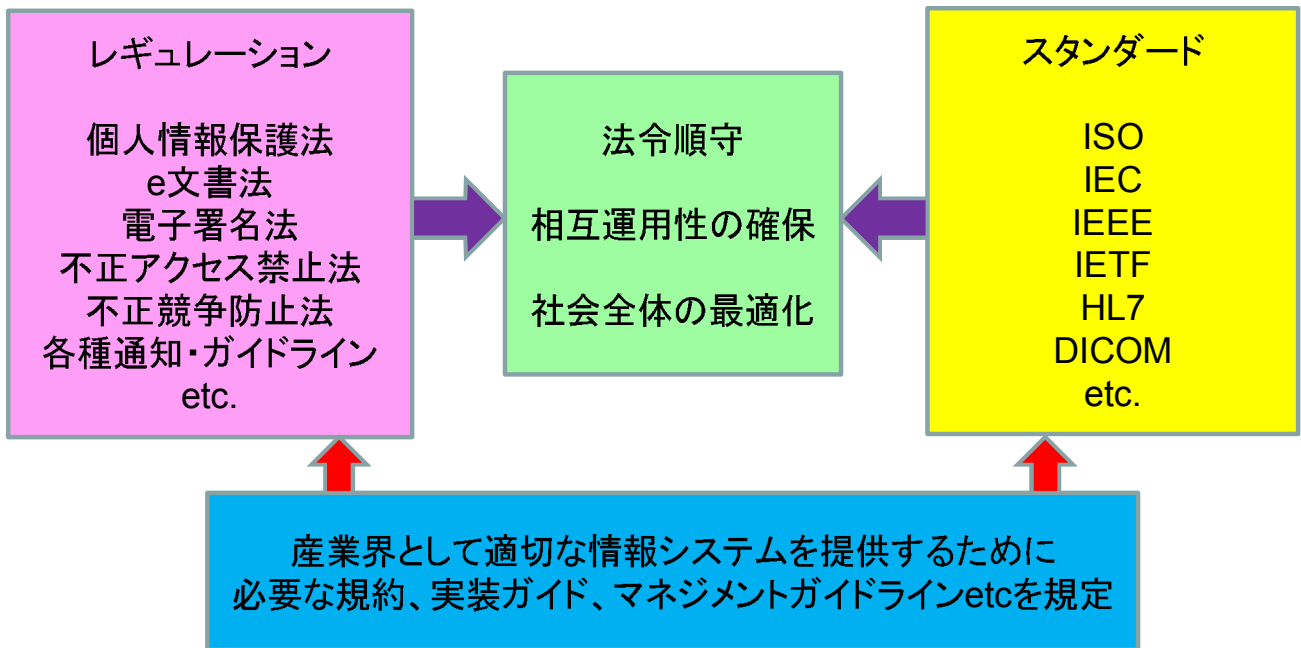 レギュレーション
個人情報保護法
e文書法
電子署名法
不正アクセス禁止法
不正競争防止法
各種通知・ガイドライン
etc.
法令順守
相互運用性の確保
社会全体の最適化
スタンダード
ISO
IEC
IEEE
IETF
HL7
DICOM
etc.
産業界として適切な情報システムを提供するために
必要な規約、実装ガイド、マネジメントガイドラインetcを規定